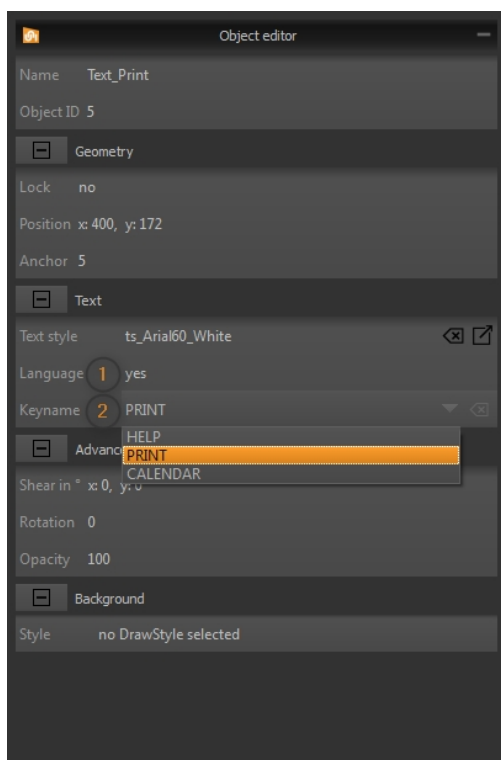 Object editor
Name Text_Print
Object ID 5
Geometry
Lock no
Position x: 400, y: 172
Anchor 5
Text
Text style ts_Arial60_White
Language 1 yes
Keyname 2 PRINT
HELP
Advanc PRINT
CALENDAR
Shear in ° x: 0, y: 0
Rotation 0
Opacity 100
Background
Style no DrawStyle selected